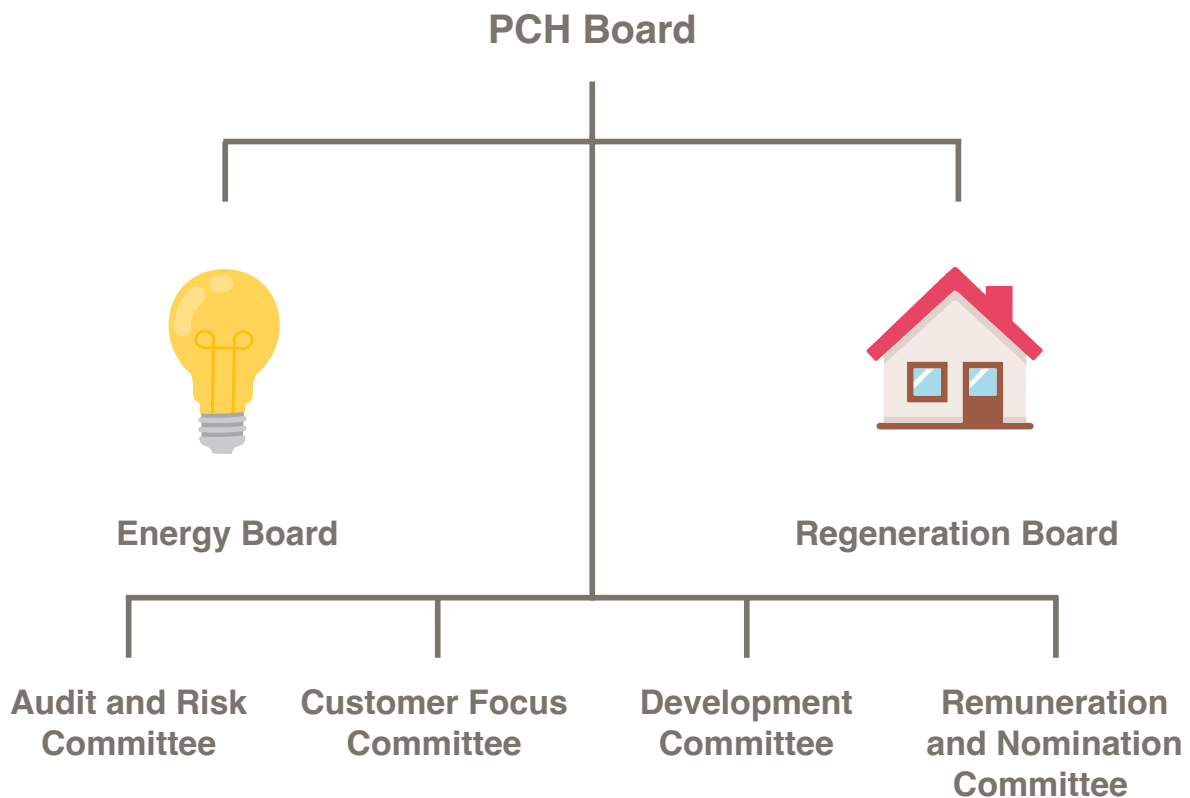 PCH Board
Energy Board
Regeneration Board
Audit and Risk
Committee
Customer Focus
Committee
Development
Committee
Remuneration
and Nomination
Committee